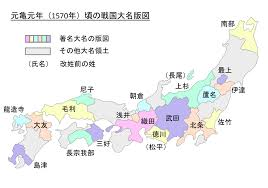 元亀元年（1570年）頃の戦国大名版図
著名大名の版図
その他大名領土
（氏名） 改姓前の姓
南部
最上
伊達
（長尾）
上杉
蘆名
佐竹
北条
武田
徳川
（松平）
織田
浅井
朝倉
三好
尼子
毛利
長宗我部
大友
龍造寺
島津